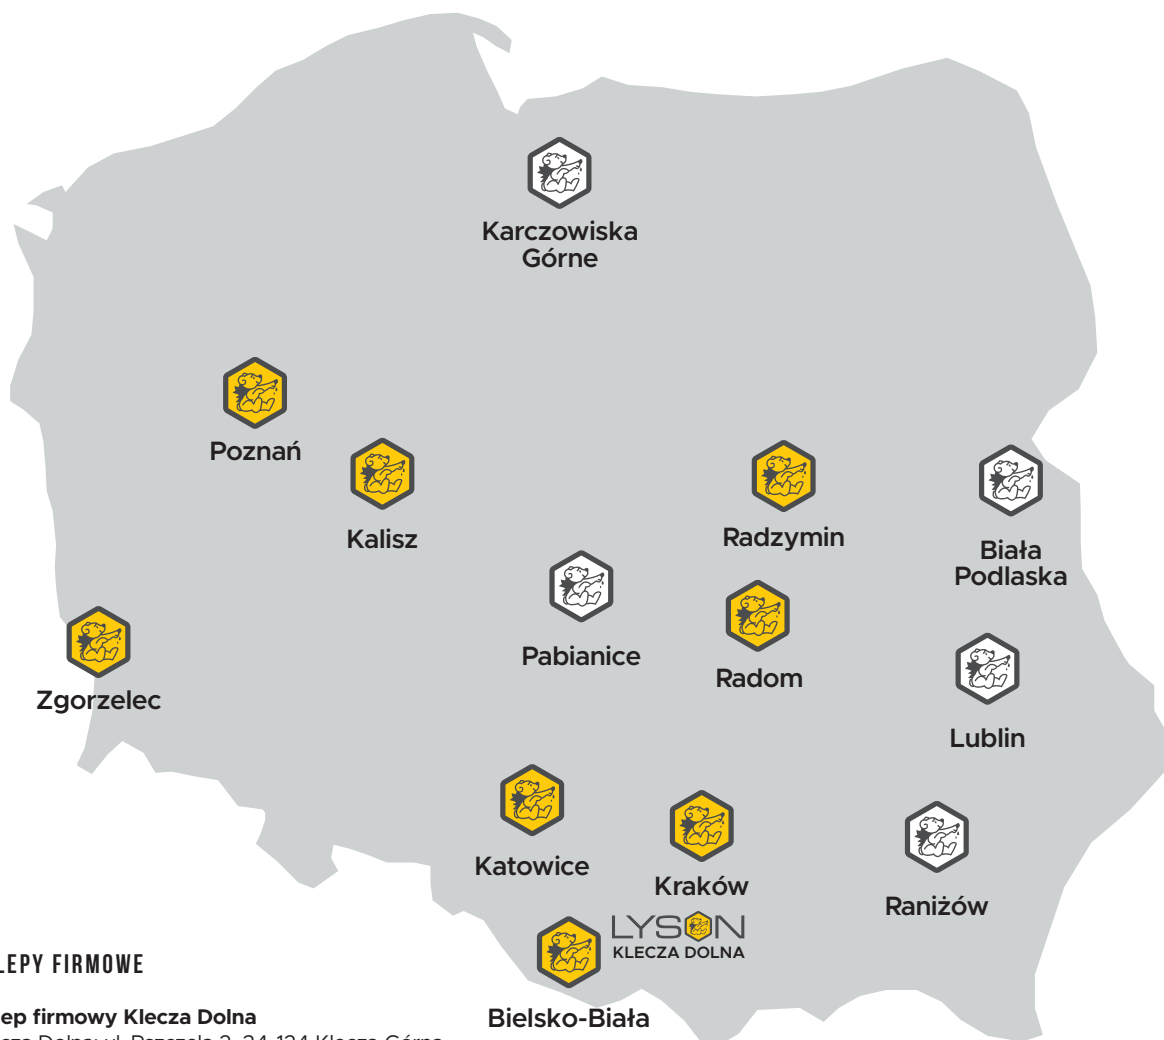 Karczowiska
Górne
Poznań
Kalisz
Radzymin
Biała
Podlaska
Pabianice
Radom
Zgorzelec
Lublin
Katowice
Kraków
Raniżów
LYSON
KLECZA DOLNA
LEPY FIRMOWE
ep firmowy Klecza Dolna
Bielsko-Biała